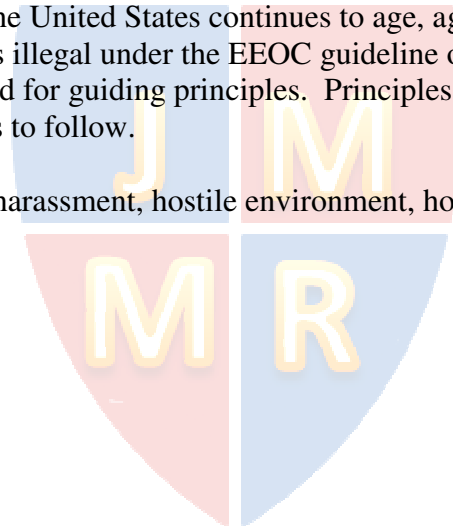 he United States continues to age, ag
s illegal under the EEOC guideline o
d for guiding principles. Principles
s to follow.
harassment, hostile environment, ho
J M
M R